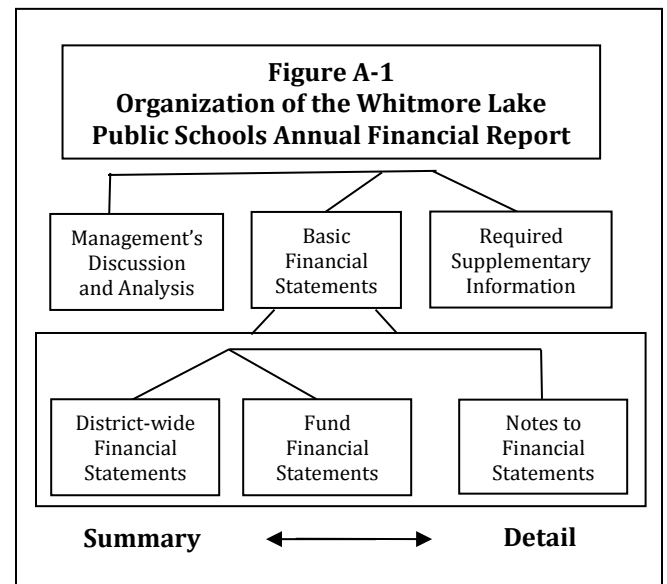 Figure A-1
Organization of the Whitmore Lake
Public Schools Annual Financial Report
Management’s
Discussion
and Analysis
Basic
Financial
Statements
Required
Supplementary
Information
District-wide
Financial
Statements
Fund
Financial
Statements
Notes to
Financial
Statements
Summary
Detail